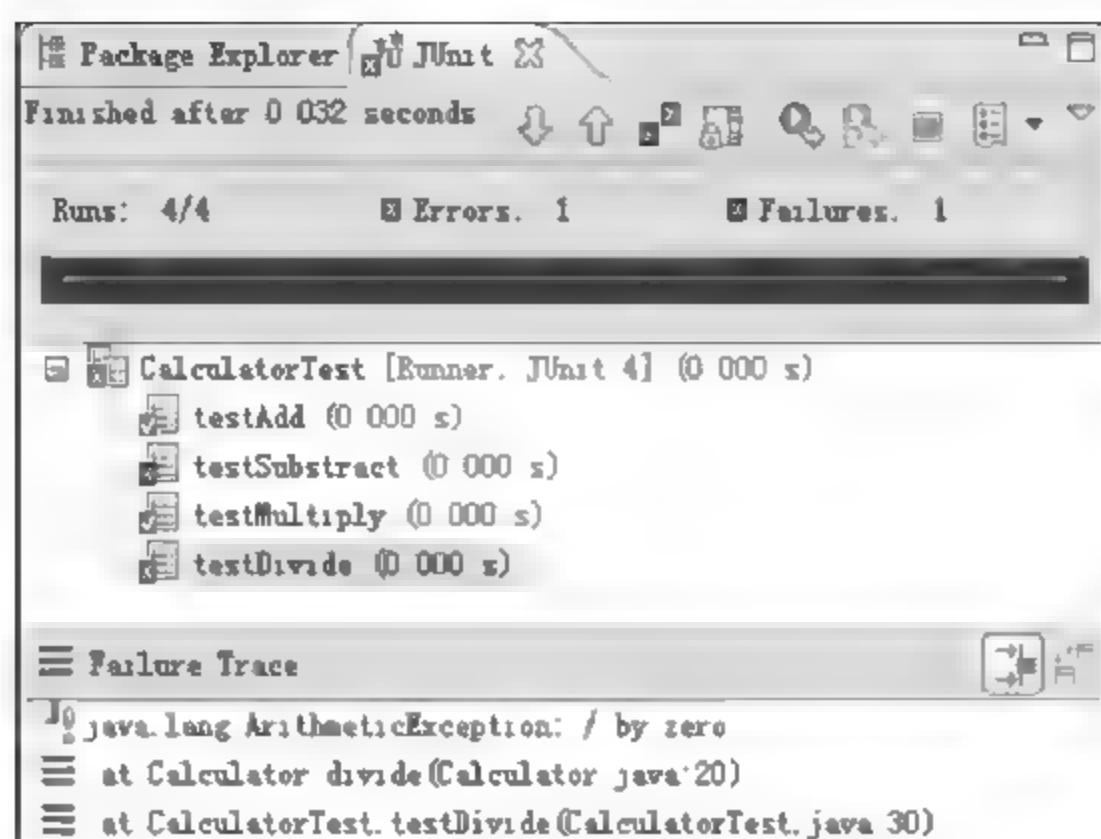 Package Explorer JUnit
Finished after 0 032 seconds
Runs: 4/4 Errors. 1 Failures. 1
CalculatorTest [Runner. JUnit 4] (0 000 s)
testAdd (0 000 s)
testSubstract (0 000 s)
testMultiply (0 000 s)
testDivide (0 000 s)
Failure Trace
java.lang ArithmeticException: / by zero
at Calculator divide(Calculator java:20)
at CalculatorTest.testDivide(CalculatorTest.java 30)